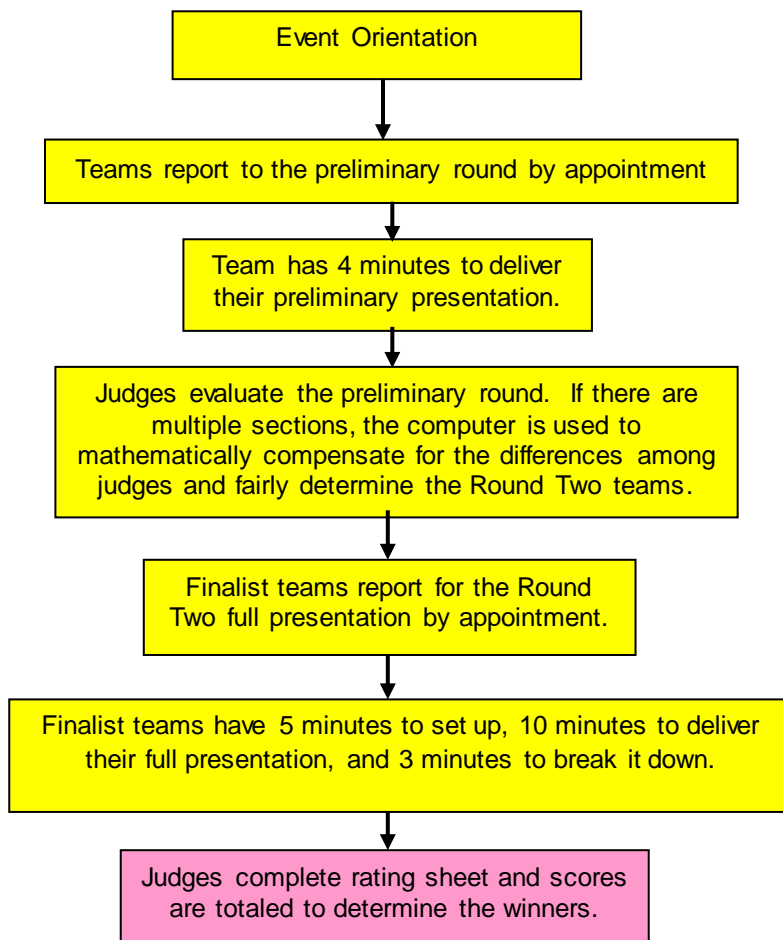 Event Orientation
Teams report to the preliminary round by appointment
Team has 4 minutes to deliver
their preliminary presentation.
Judges evaluate the preliminary round. If there are
multiple sections, the computer is used to
mathematically compensate for the differences among
judges and fairly determine the Round Two teams.
Finalist teams report for the Round
Two full presentation by appointment.
Finalist teams have 5 minutes to set up, 10 minutes to deliver
their full presentation, and 3 minutes to break it down.
Judges complete rating sheet and scores
are totaled to determine the winners.